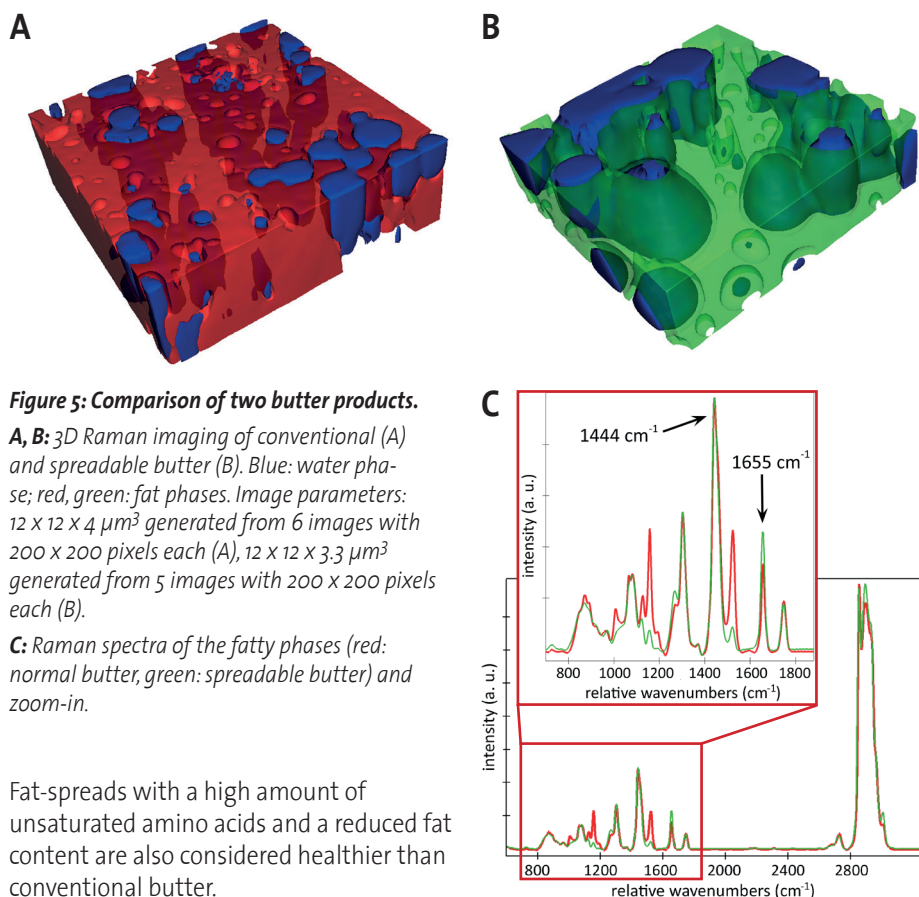 A
B
Figure 5: Comparison of two butter products.
A, B: 3D Raman imaging of conventional (A)
and spreadable butter (B). Blue: water pha-
se; red, green: fat phases. Image parameters:
12 x 12 x 4 µm³ generated from 6 images with
200 x 200 pixels each (A), 12 x 12 x 3.3 µm³
generated from 5 images with 200 x 200 pixels
each (B).
C: Raman spectra of the fatty phases (red:
normal butter, green: spreadable butter) and
zoom-in.
Fat-spreads with a high amount of
unsaturated amino acids and a reduced fat
content are also considered healthier than
conventional butter.
C
1444 cm⁻¹
1655 cm⁻¹
intensity (a. u.)
800 1000 1200 1400 1600 1800
relative wavenumbers (cm⁻¹)
intensity (a. u.)
800 1200 1600 2000 2400 2800
relative wavenumbers (cm⁻¹)